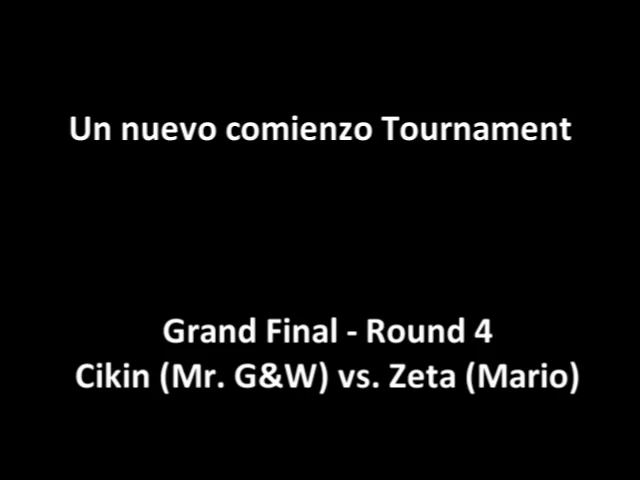 Un nuevo comienzo Tournament
Grand Final - Round 4
Cikin (Mr. G&W) vs. Zeta (Mario)